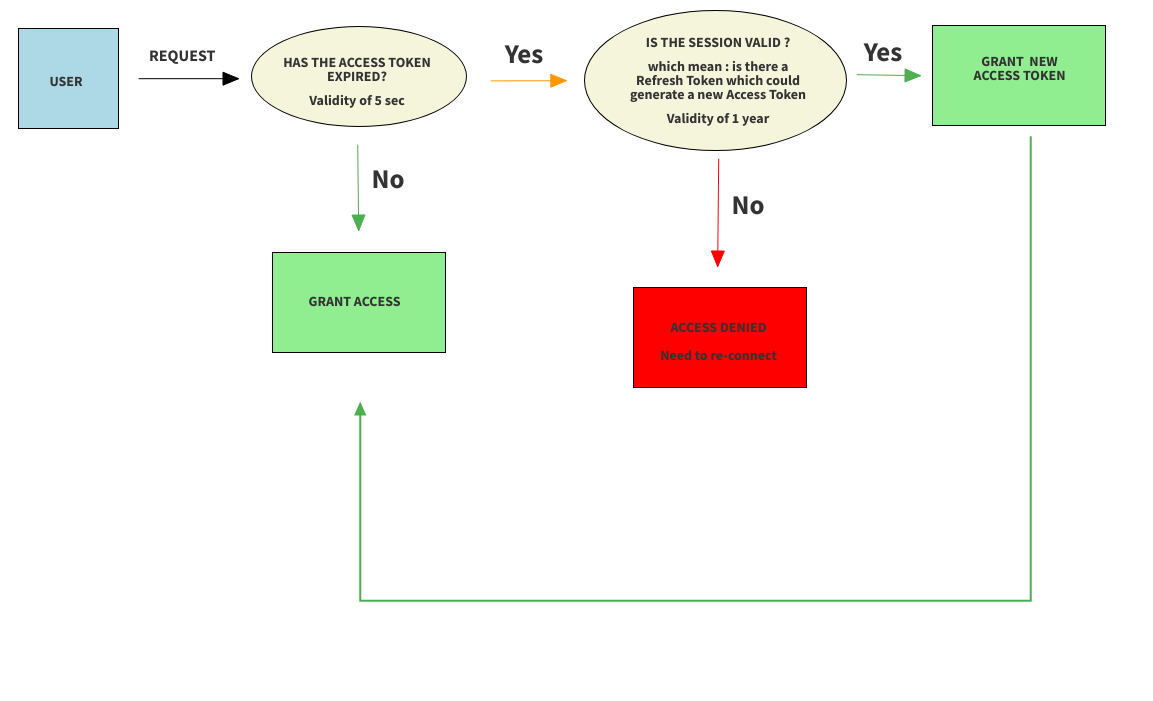 USER
REQUEST
HAS THE ACCESS TOKEN
EXPIRED?
Validity of 5 sec
Yes
IS THE SESSION VALID ?
which mean : is there a
Refresh Token which could
generate a new Access Token
Validity of 1 year
Yes
GRANT  NEW
ACCESS TOKEN
No
No
GRANT ACCESS
ACCESS DENIED
Need to re-connect